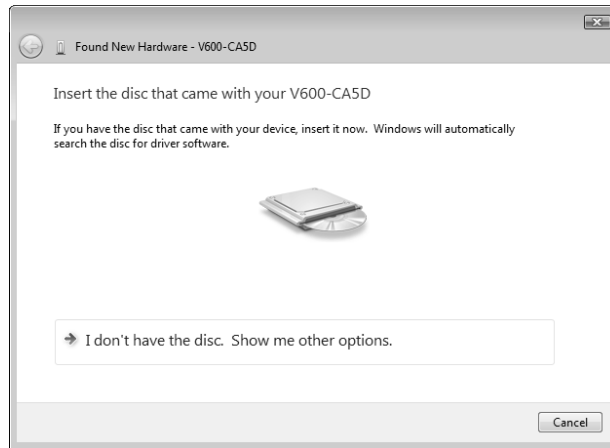 Found New Hardware - V600-CA5D
Insert the disc that came with your V600-CA5D
If you have the disc that came with your device, insert it now.  Windows will automatically
search the disc for driver software.
I don't have the disc.  Show me other options.
Cancel